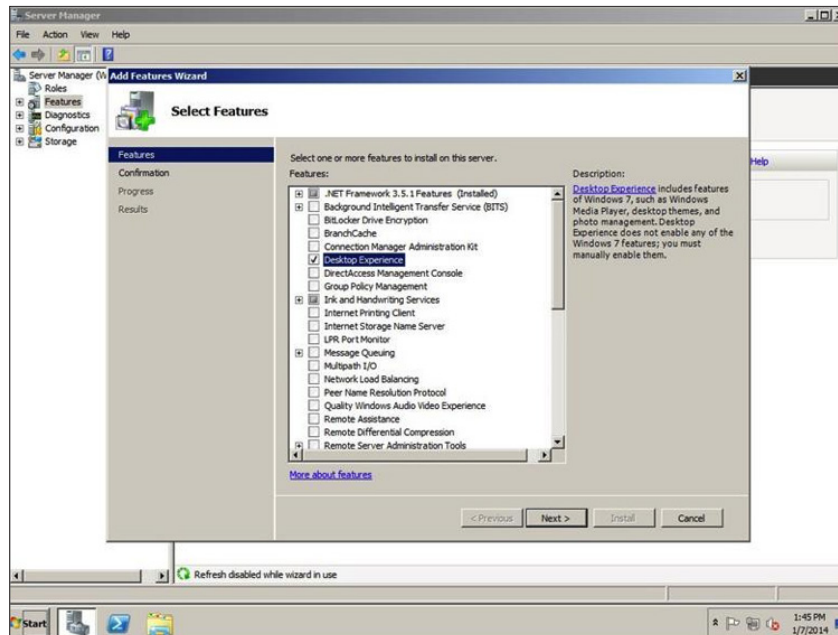 Server Manager
File Action View Help
Server Manager (W
Roles
Features
Diagnostics
Configuration
Storage
Add Features Wizard
Select Features
Features
Confirmation
Progress
Results
Select one or more features to install on this server.
Features:
.NET Framework 3.5.1 Features (Installed)
Background Intelligent Transfer Service (BITS)
BitLocker Drive Encryption
BranchCache
Connection Manager Administration Kit
Desktop Experience
DirectAccess Management Console
Group Policy Management
Ink and Handwriting Services
Internet Printing Client
Internet Storage Name Server
LPR Port Monitor
Message Queuing
Multipath I/O
Network Load Balancing
Peer Name Resolution Protocol
Quality Windows Audio Video Experience
Remote Assistance
Remote Differential Compression
Remote Server Administration Tools
More about features
Description:
Desktop Experience includes features
of Windows 7, such as Windows
Media Player, desktop themes, and
photo management. Desktop
Experience does not enable any of the
Windows 7 features; you must
manually enable them.
Help
< Previous Next > Install Cancel
Refresh disabled while wizard in use
Start
1:45 PM
1/7/2014